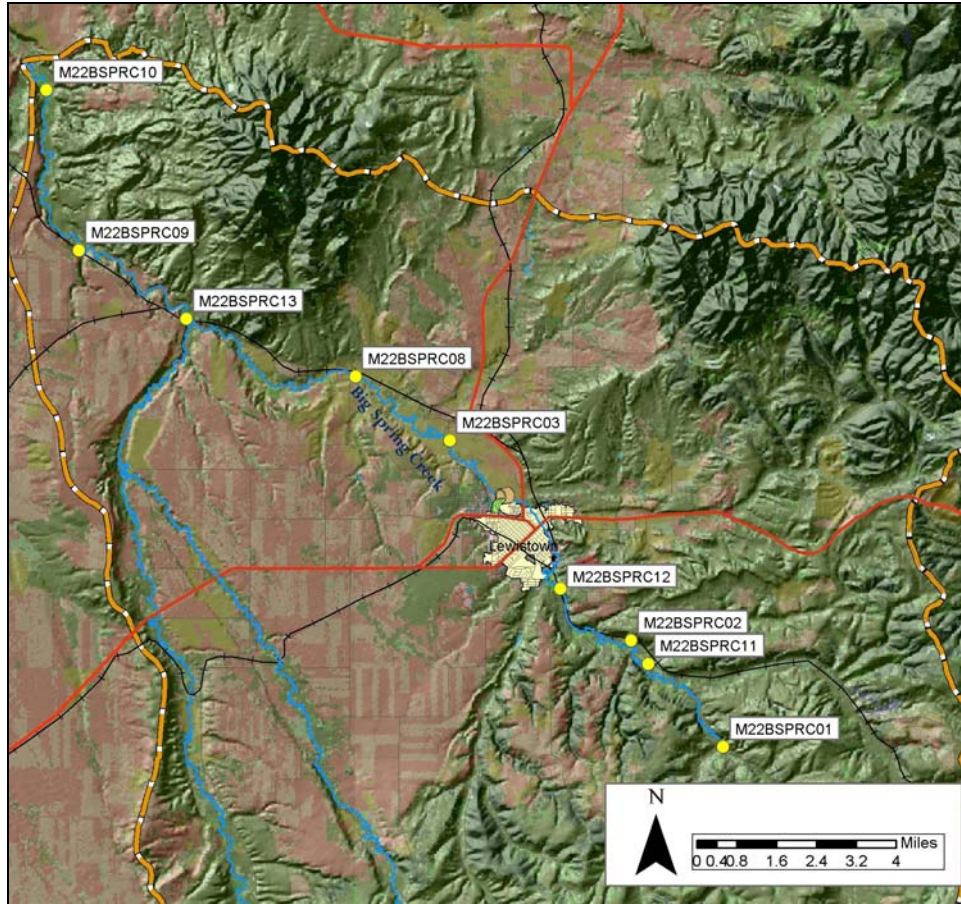 M22BSPRC10
M22BSPRC09
M22BSPRC13
M22BSPRC08
M22BSPRC03
Big Spring Creek
Lewistown
M22BSPRC12
M22BSPRC02
M22BSPRC11
M22BSPRC01
N
Miles
0 0.4 0.8 1.6 2.4 3.2 4